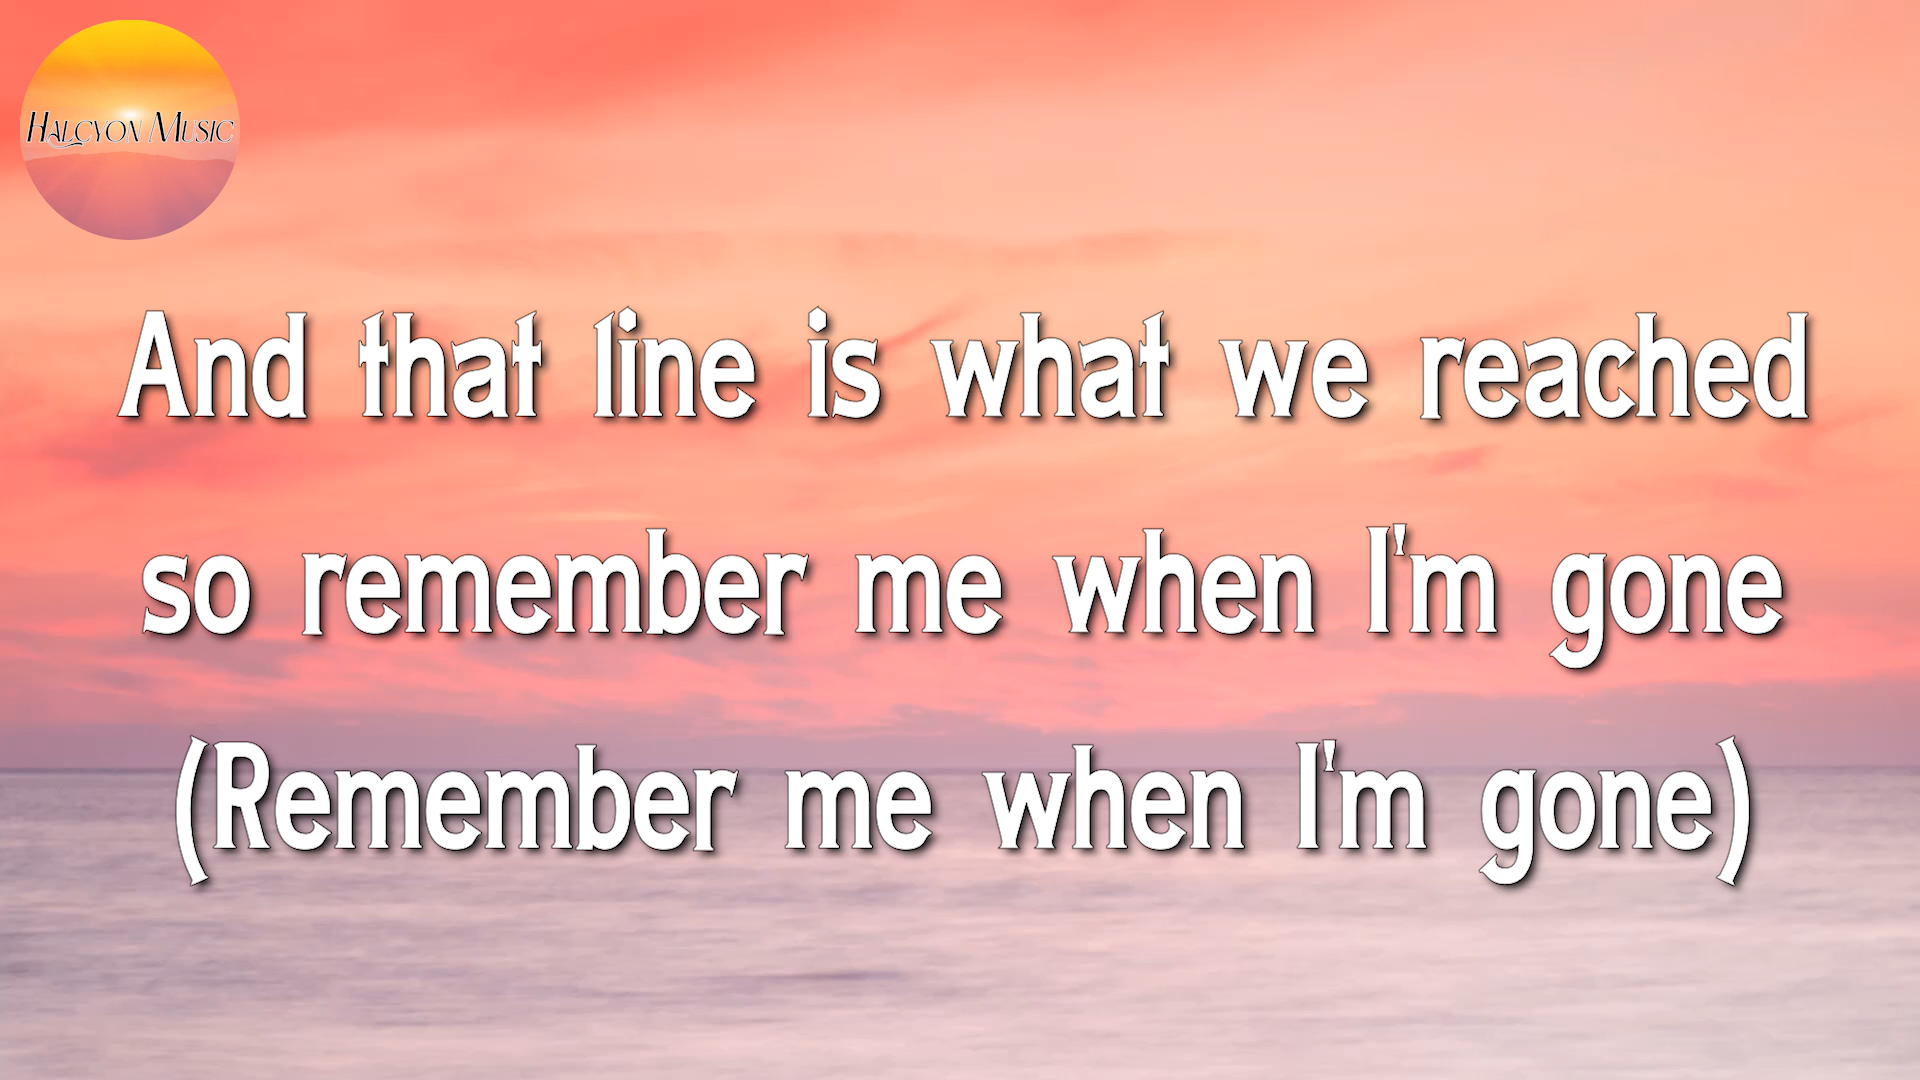 Halcyon Music
And that line is what we reached
so remember me when I'm gone
(Remember me when I'm gone)